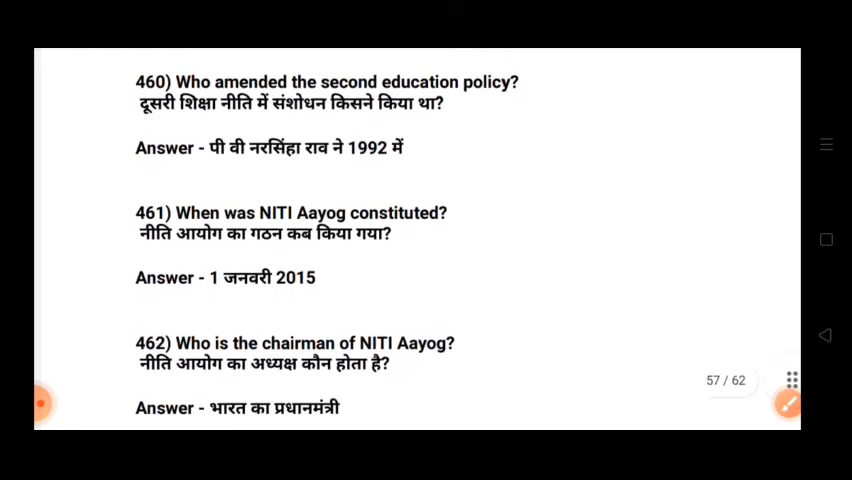 460) Who amended the second education policy?
दूसरी शिक्षा नीति में संशोधन किसने किया था?
Answer - पी वी नरसिंहा राव ने 1992 में
461) When was NITI Aayog constituted?
नीति आयोग का गठन कब किया गया?
Answer - 1 जनवरी 2015
462) Who is the chairman of NITI Aayog?
नीति आयोग का अध्यक्ष कौन होता है?
57 / 62
Answer - भारत का प्रधानमंत्री